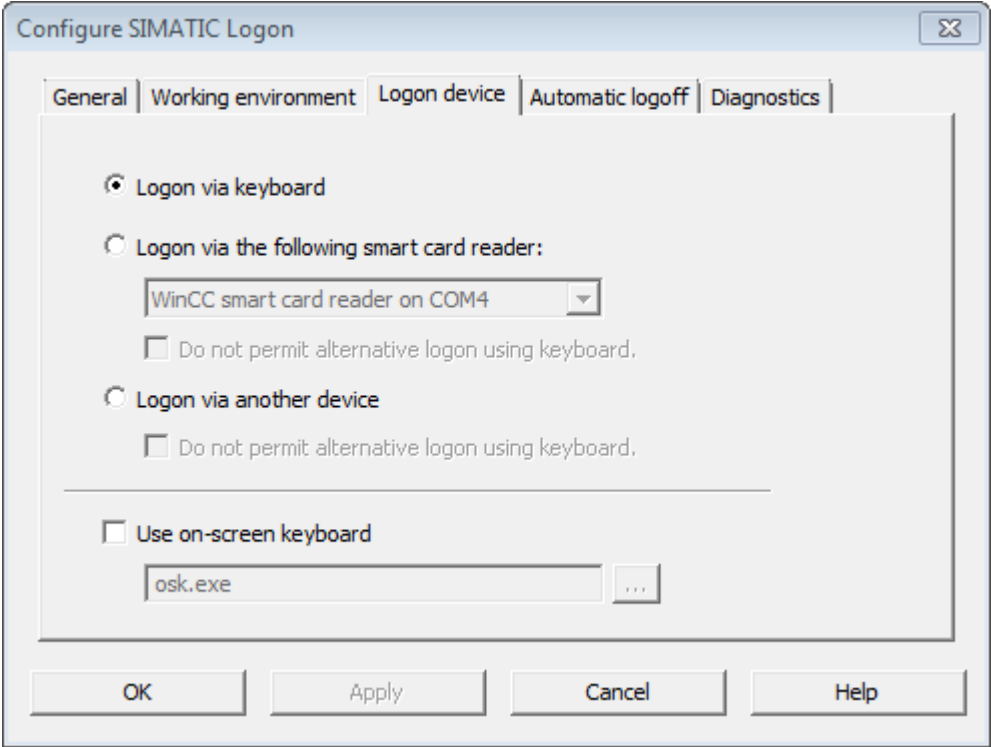 Configure SIMATIC Logon
General Working environment Logon device Automatic logoff Diagnostics
Logon via keyboard
Logon via the following smart card reader:
WinCC smart card reader on COM4
Do not permit alternative logon using keyboard.
Logon via another device
Do not permit alternative logon using keyboard.
Use on-screen keyboard
osk.exe ...
OK Apply Cancel Help